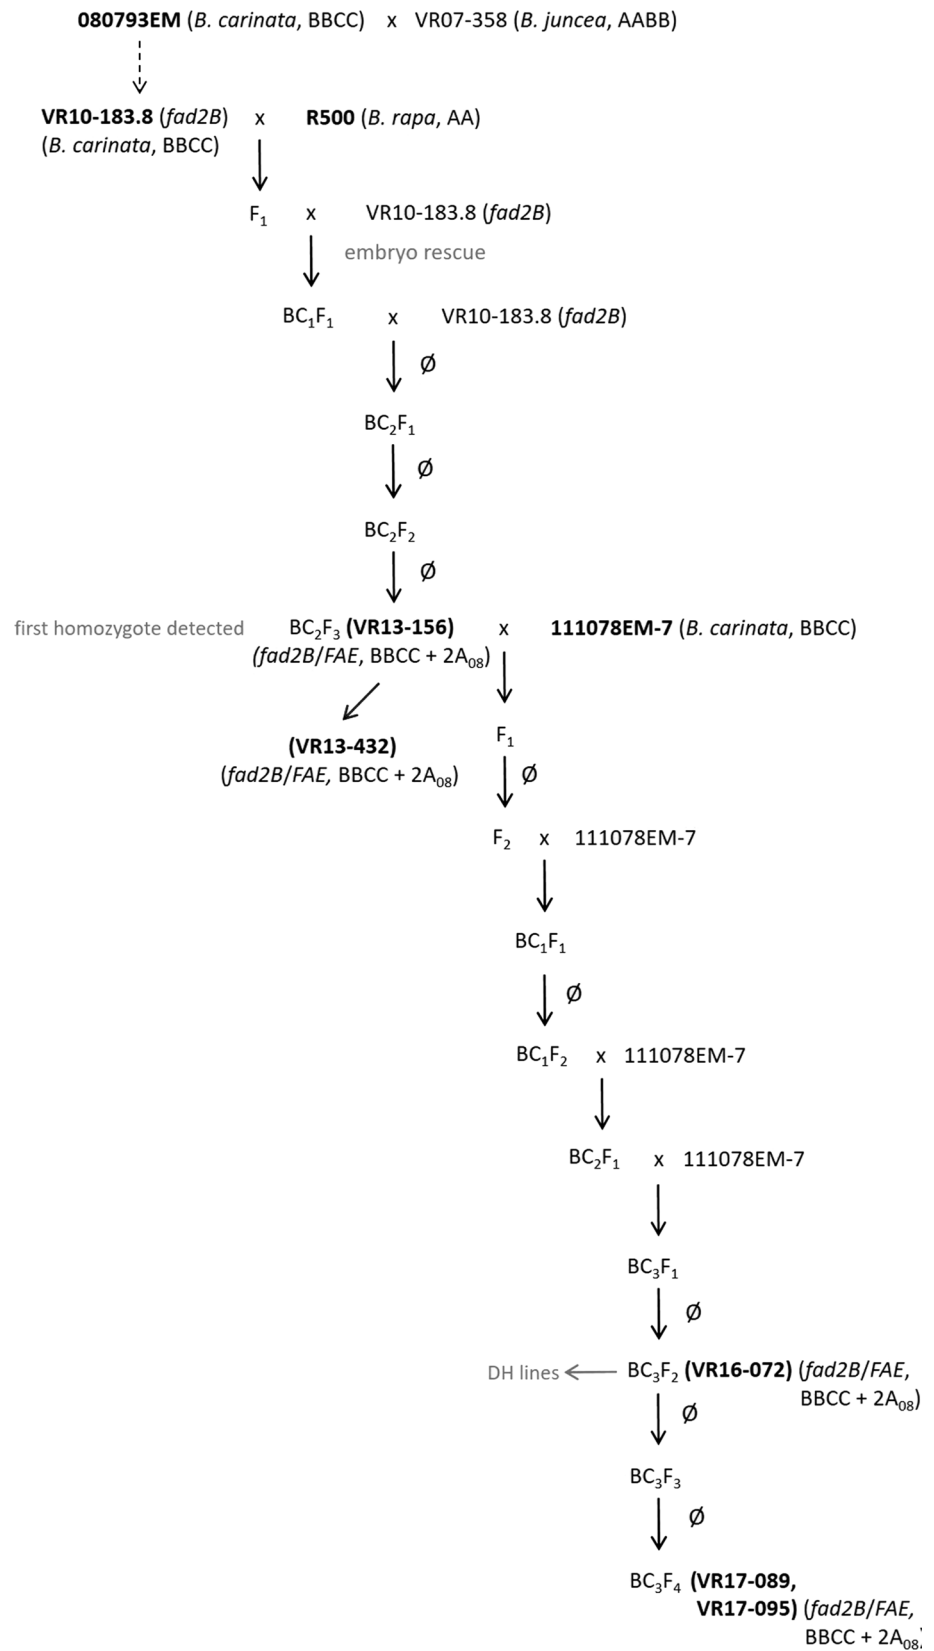 080793EM (B. carinata, BBCC) x VR07-358 (B. juncea, AABB)
VR10-183.8 (fad2B) x R500 (B. rapa, AA)
(B. carinata, BBCC)
F₁ x VR10-183.8 (fad2B)
embryo rescue
BC₁F₁ x VR10-183.8 (fad2B)
Ø
BC₂F₁
Ø
BC₂F₂
Ø
first homozygote detected BC₂F₃ (VR13-156) x 111078EM-7 (B. carinata, BBCC)
(fad2B/FAE, BBCC + 2A₀₈)
F₁
(VR13-432)
(fad2B/FAE, BBCC + 2A₀₈)
Ø
F₂ x 111078EM-7
BC₁F₁
Ø
BC₁F₂ x 111078EM-7
BC₂F₁ x 111078EM-7
BC₃F₁
Ø
DH lines BC₃F₂ (VR16-072) (fad2B/FAE,
BBCC + 2A₀₈)
Ø
BC₃F₃
Ø
BC₃F₄ (VR17-089,
VR17-095) (fad2B/FAE,
BBCC + 2A₀₈